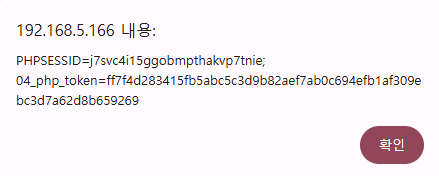 192.168.5.166 내용:
PHPSESSID=j7svc4i15ggobmpthakvp7tnie;
04_php_token=ff7f4d283415fb5abc5c3d9b82aef7ab0c694efb1af309e
bc3d7a62d8b659269
확인